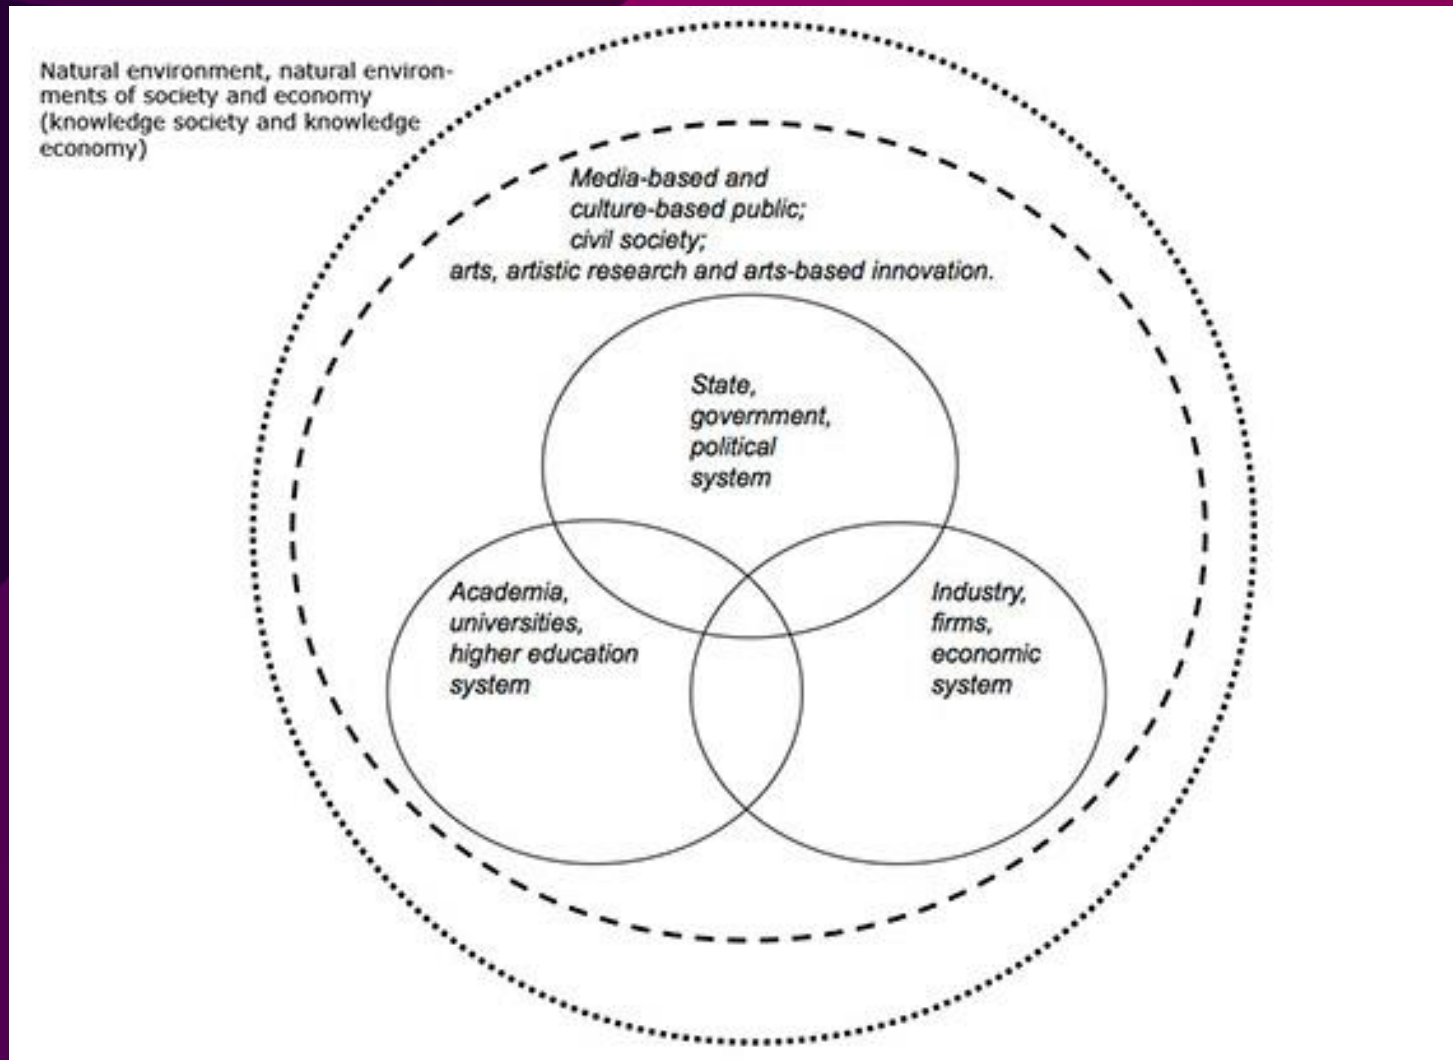 Natural environment, natural environ-
ments of society and economy
(knowledge society and knowledge
economy)
Media-based and
culture-based public;
civil society;
arts, artistic research and arts-based innovation.
State,
government,
political
system
Academia,
universities,
higher education
system
Industry,
firms,
economic
system